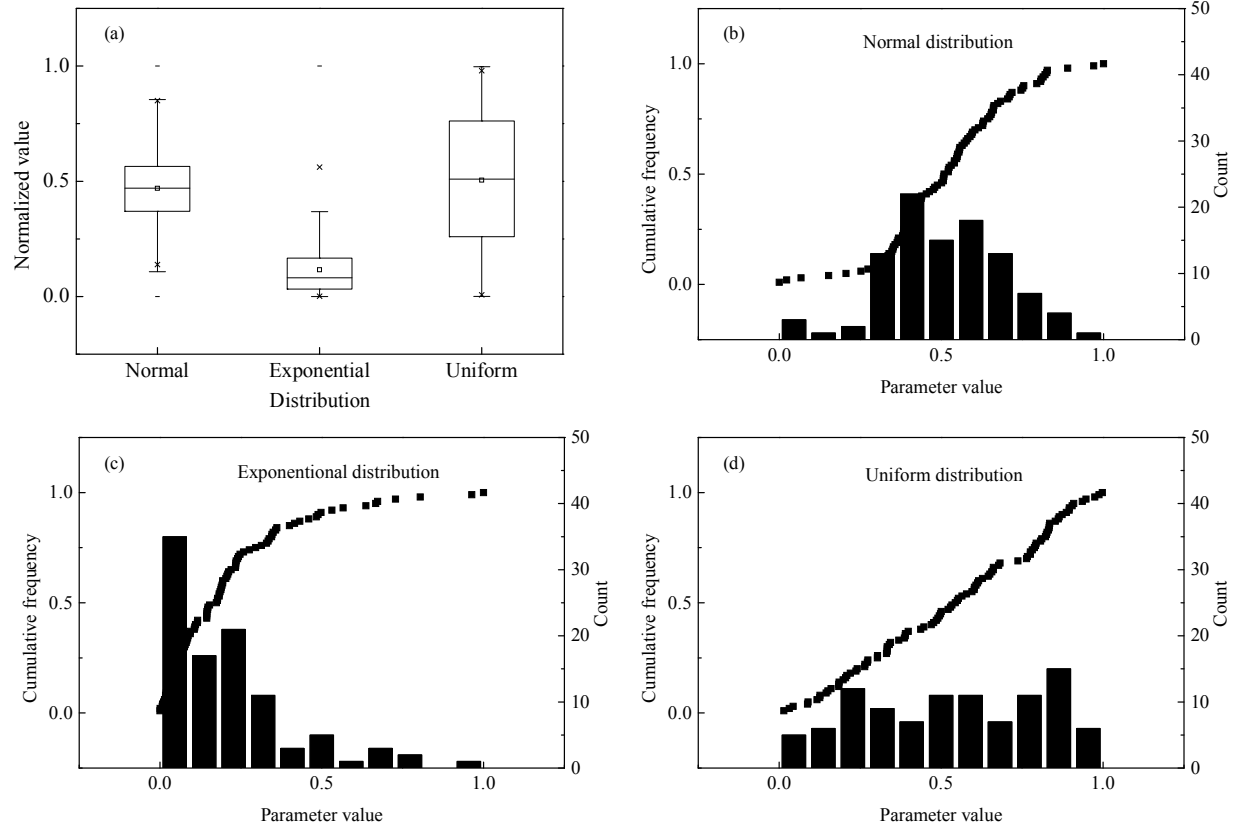 (a)
1.0
0.5
0.0
Normalized value
Normal Exponential Uniform
Distribution
(b)
Normal distribution
1.0
0.5
0.0
Cumulative frequency
50
40
30
20
10
0
Count
0.0 0.5 1.0
Parameter value
(c)
Exponentional distribution
1.0
0.5
0.0
Cumulative frequency
50
40
30
20
10
0
Count
0.0 0.5 1.0
Parameter value
(d)
Uniform distribution
1.0
0.5
0.0
Cumulative frequency
50
40
30
20
10
0
Count
0.0 0.5 1.0
Parameter value